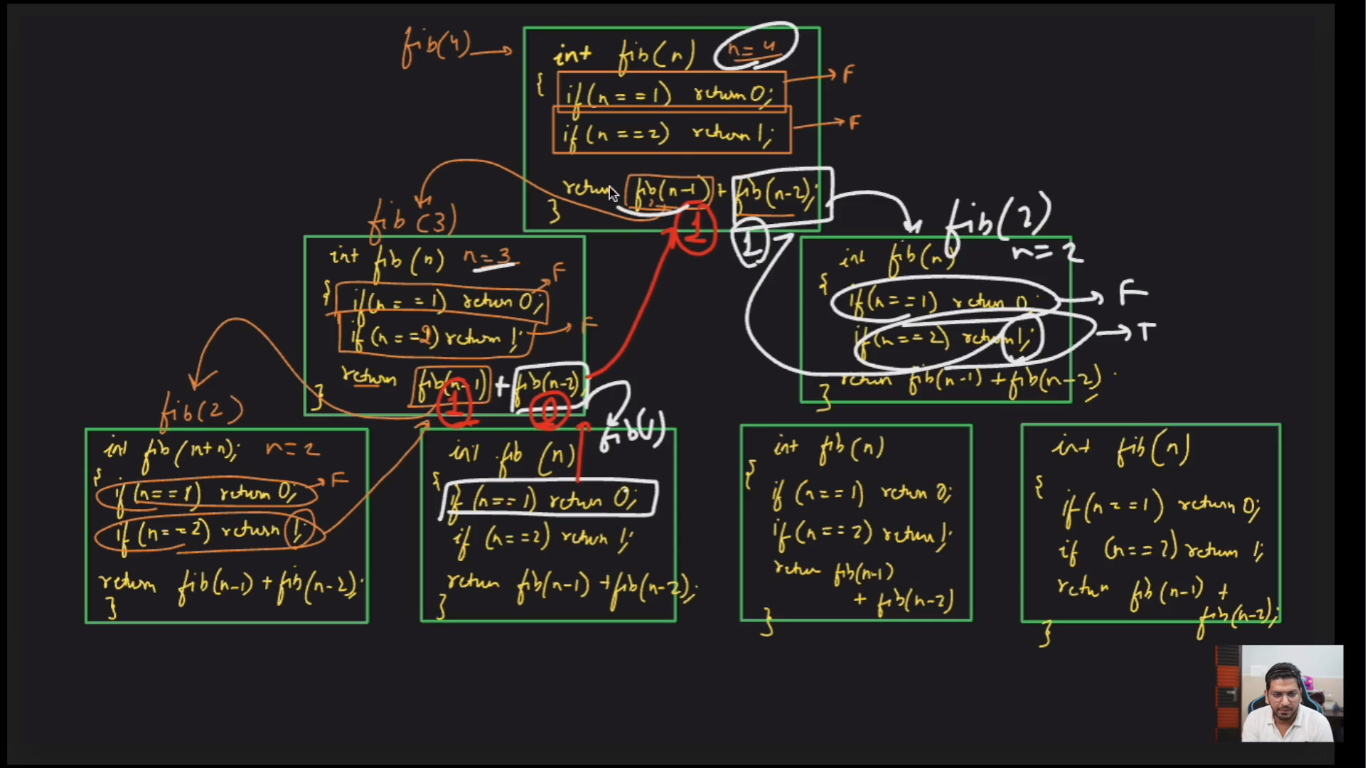 fib(4)
int fib(n) n=4
{
if(n==1) return 0; F
if(n==2) return 1; F
return fib(n-1) + fib(n-2);
}
1
1
fib(3)
int fib(n) n=3
{
if(n==1) return 0; F
if(n==2) return 1; F
return fib(n-1) + fib(n-2)
}
1
0
fib(2)
n=2
int fib(n)
{
if(n==1) return 0; F
if(n==2) return 1; T
return fib(n-1) + fib(n-2);
}
fib(2)
int fib(n+n); n=2
{
if(n==1) return 0; F
if(n==2) return 1;
return fib(n-1) + fib(n-2);
}
fib(1)
int fib(n)
{
if(n==1) return 0;
if(n==2) return 1;
return fib(n-1) + fib(n-2);
}
int fib(n)
{
if(n==1) return 0;
if(n==2) return 1;
return fib(n-1)
+ fib(n-2)
}
int fib(n)
{
if(n==1) return 0;
if (n==2) return 1;
return fib(n-1) +
fib(n-2);
}